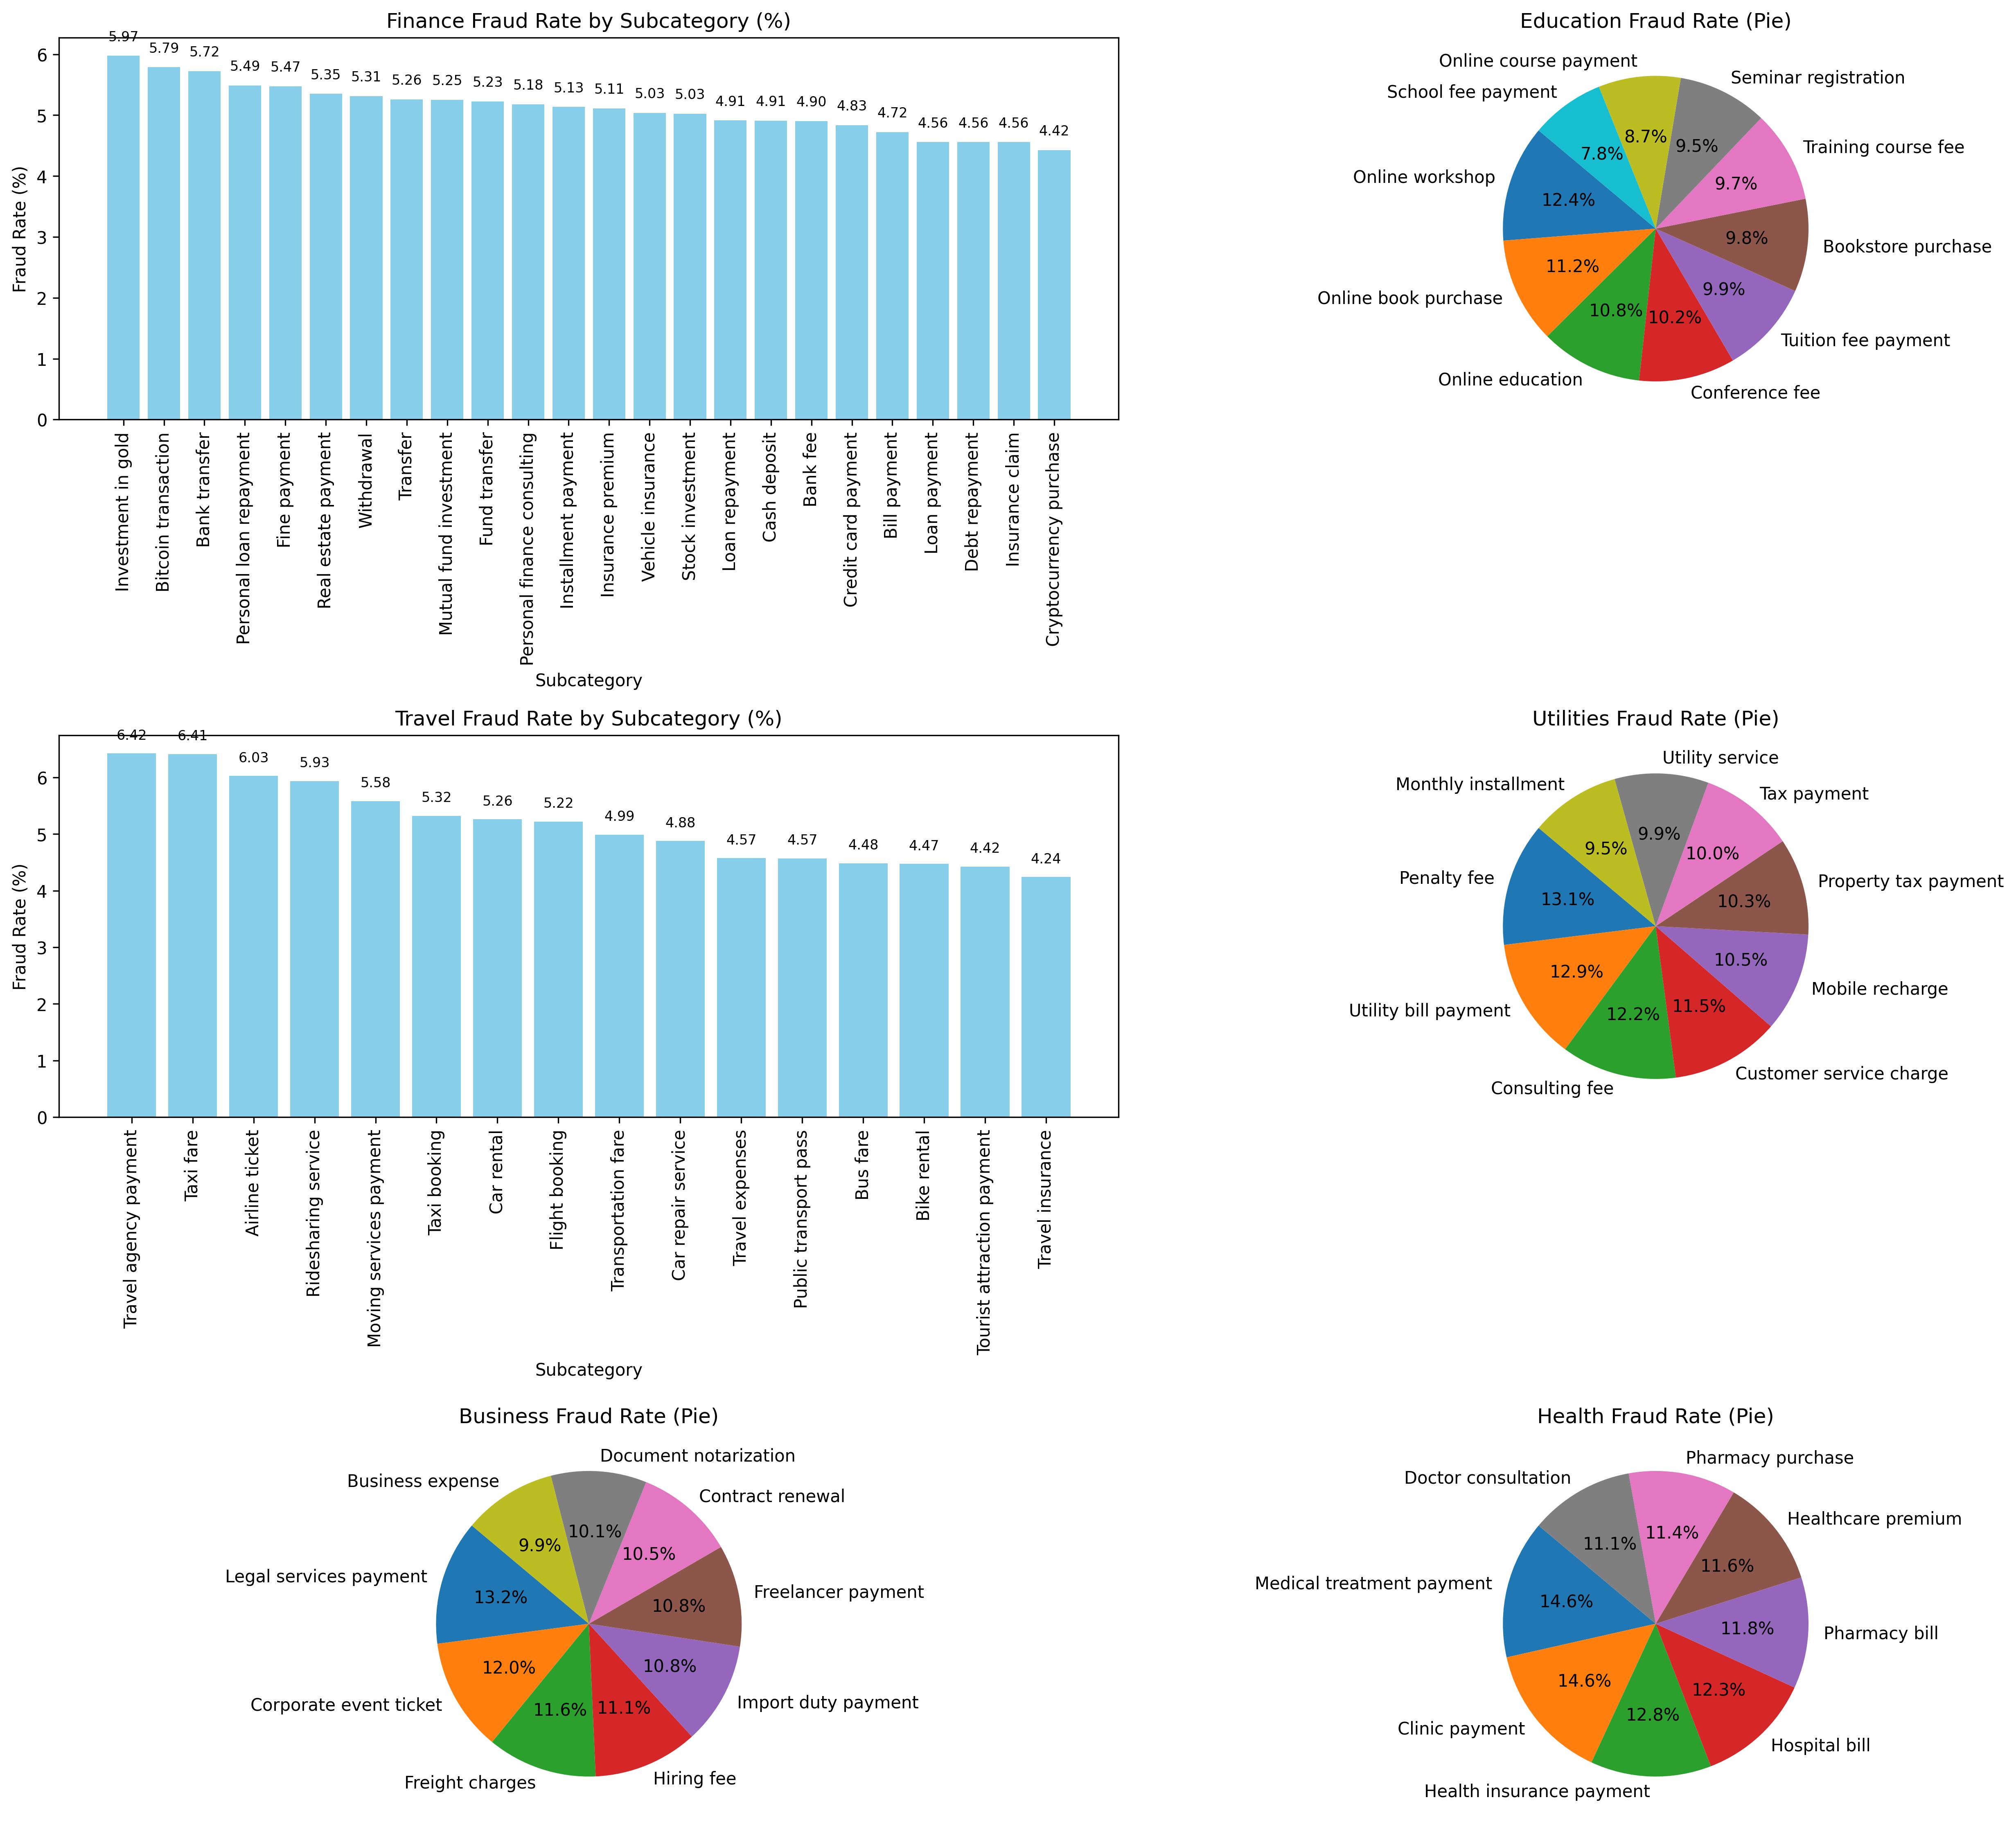 Finance Fraud Rate by Subcategory (%)
Fraud Rate (%)
6
5
4
3
2
1
0
5.97
5.79
5.72
5.49
5.47
5.35
5.31
5.26
5.25
5.23
5.18
5.13
5.11
5.03
5.03
4.91
4.91
4.90
4.83
4.72
4.56
4.56
4.56
4.42
Investment in gold
Bitcoin transaction
Bank transfer
Personal loan repayment
Fine payment
Real estate payment
Withdrawal
Transfer
Mutual fund investment
Fund transfer
Personal finance consulting
Installment payment
Insurance premium
Vehicle insurance
Stock investment
Loan repayment
Cash deposit
Bank fee
Credit card payment
Bill payment
Loan payment
Debt repayment
Insurance claim
Cryptocurrency purchase
Subcategory
Education Fraud Rate (Pie)
Online course payment
Seminar registration
School fee payment
Training course fee
Online workshop
Bookstore purchase
Online book purchase
Tuition fee payment
Online education
Conference fee
8.7%
9.5%
7.8%
9.7%
12.4%
9.8%
11.2%
9.9%
10.8%
10.2%
Travel Fraud Rate by Subcategory (%)
Fraud Rate (%)
6
5
4
3
2
1
0
6.42
6.41
6.03
5.93
5.58
5.32
5.26
5.22
4.99
4.88
4.57
4.57
4.48
4.47
4.42
4.24
Travel agency payment
Taxi fare
Airline ticket
Ridesharing service
Moving services payment
Taxi booking
Car rental
Flight booking
Transportation fare
Car repair service
Travel expenses
Public transport pass
Bus fare
Bike rental
Tourist attraction payment
Travel insurance
Subcategory
Utilities Fraud Rate (Pie)
Utility service
Monthly installment
Tax payment
Penalty fee
Property tax payment
Utility bill payment
Mobile recharge
Consulting fee
Customer service charge
9.9%
9.5%
10.0%
13.1%
10.3%
12.9%
10.5%
12.2%
11.5%
Business Fraud Rate (Pie)
Document notarization
Business expense
Contract renewal
Legal services payment
Freelancer payment
Corporate event ticket
Import duty payment
Freight charges
Hiring fee
10.1%
9.9%
10.5%
13.2%
10.8%
12.0%
10.8%
11.6%
11.1%
Health Fraud Rate (Pie)
Pharmacy purchase
Doctor consultation
Healthcare premium
Medical treatment payment
Pharmacy bill
Clinic payment
Hospital bill
Health insurance payment
11.4%
11.1%
11.6%
14.6%
11.8%
14.6%
12.3%
12.8%